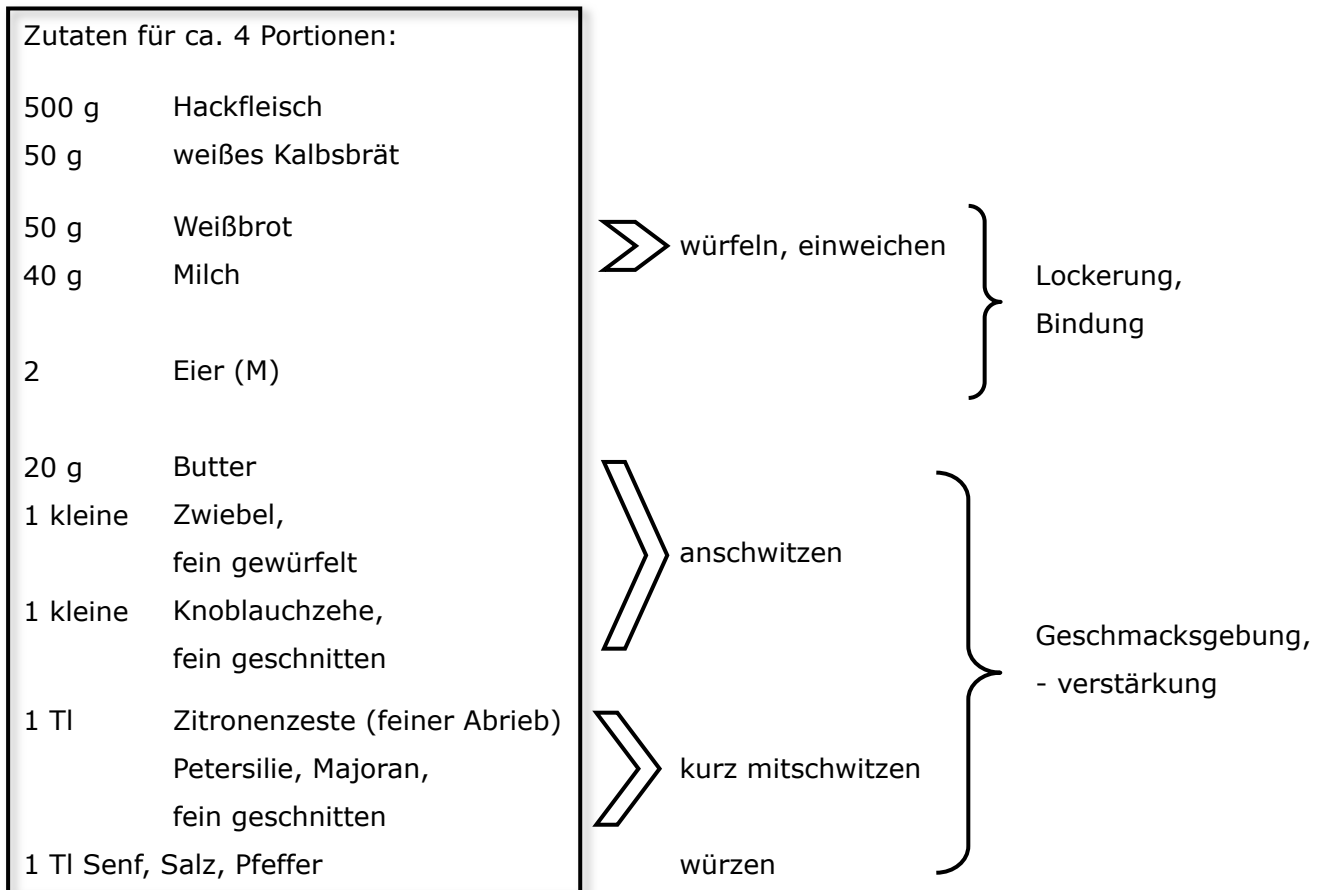 Zutaten für ca. 4 Portionen:
500 g Hackfleisch
50 g weißes Kalbsbrät
50 g Weißbrot
würfeln, einweichen
40 g Milch
Lockerung,
Bindung
2 Eier (M)
20 g Butter
1 kleine Zwiebel,
fein gewürfelt
anschwitzen
1 kleine Knoblauchzehe,
fein geschnitten
Geschmacksgebung,
- verstärkung
1 Tl Zitronenzeste (feiner Abrieb)
Petersilie, Majoran,
kurz mitschwitzen
fein geschnitten
1 Tl Senf, Salz, Pfeffer
würzen